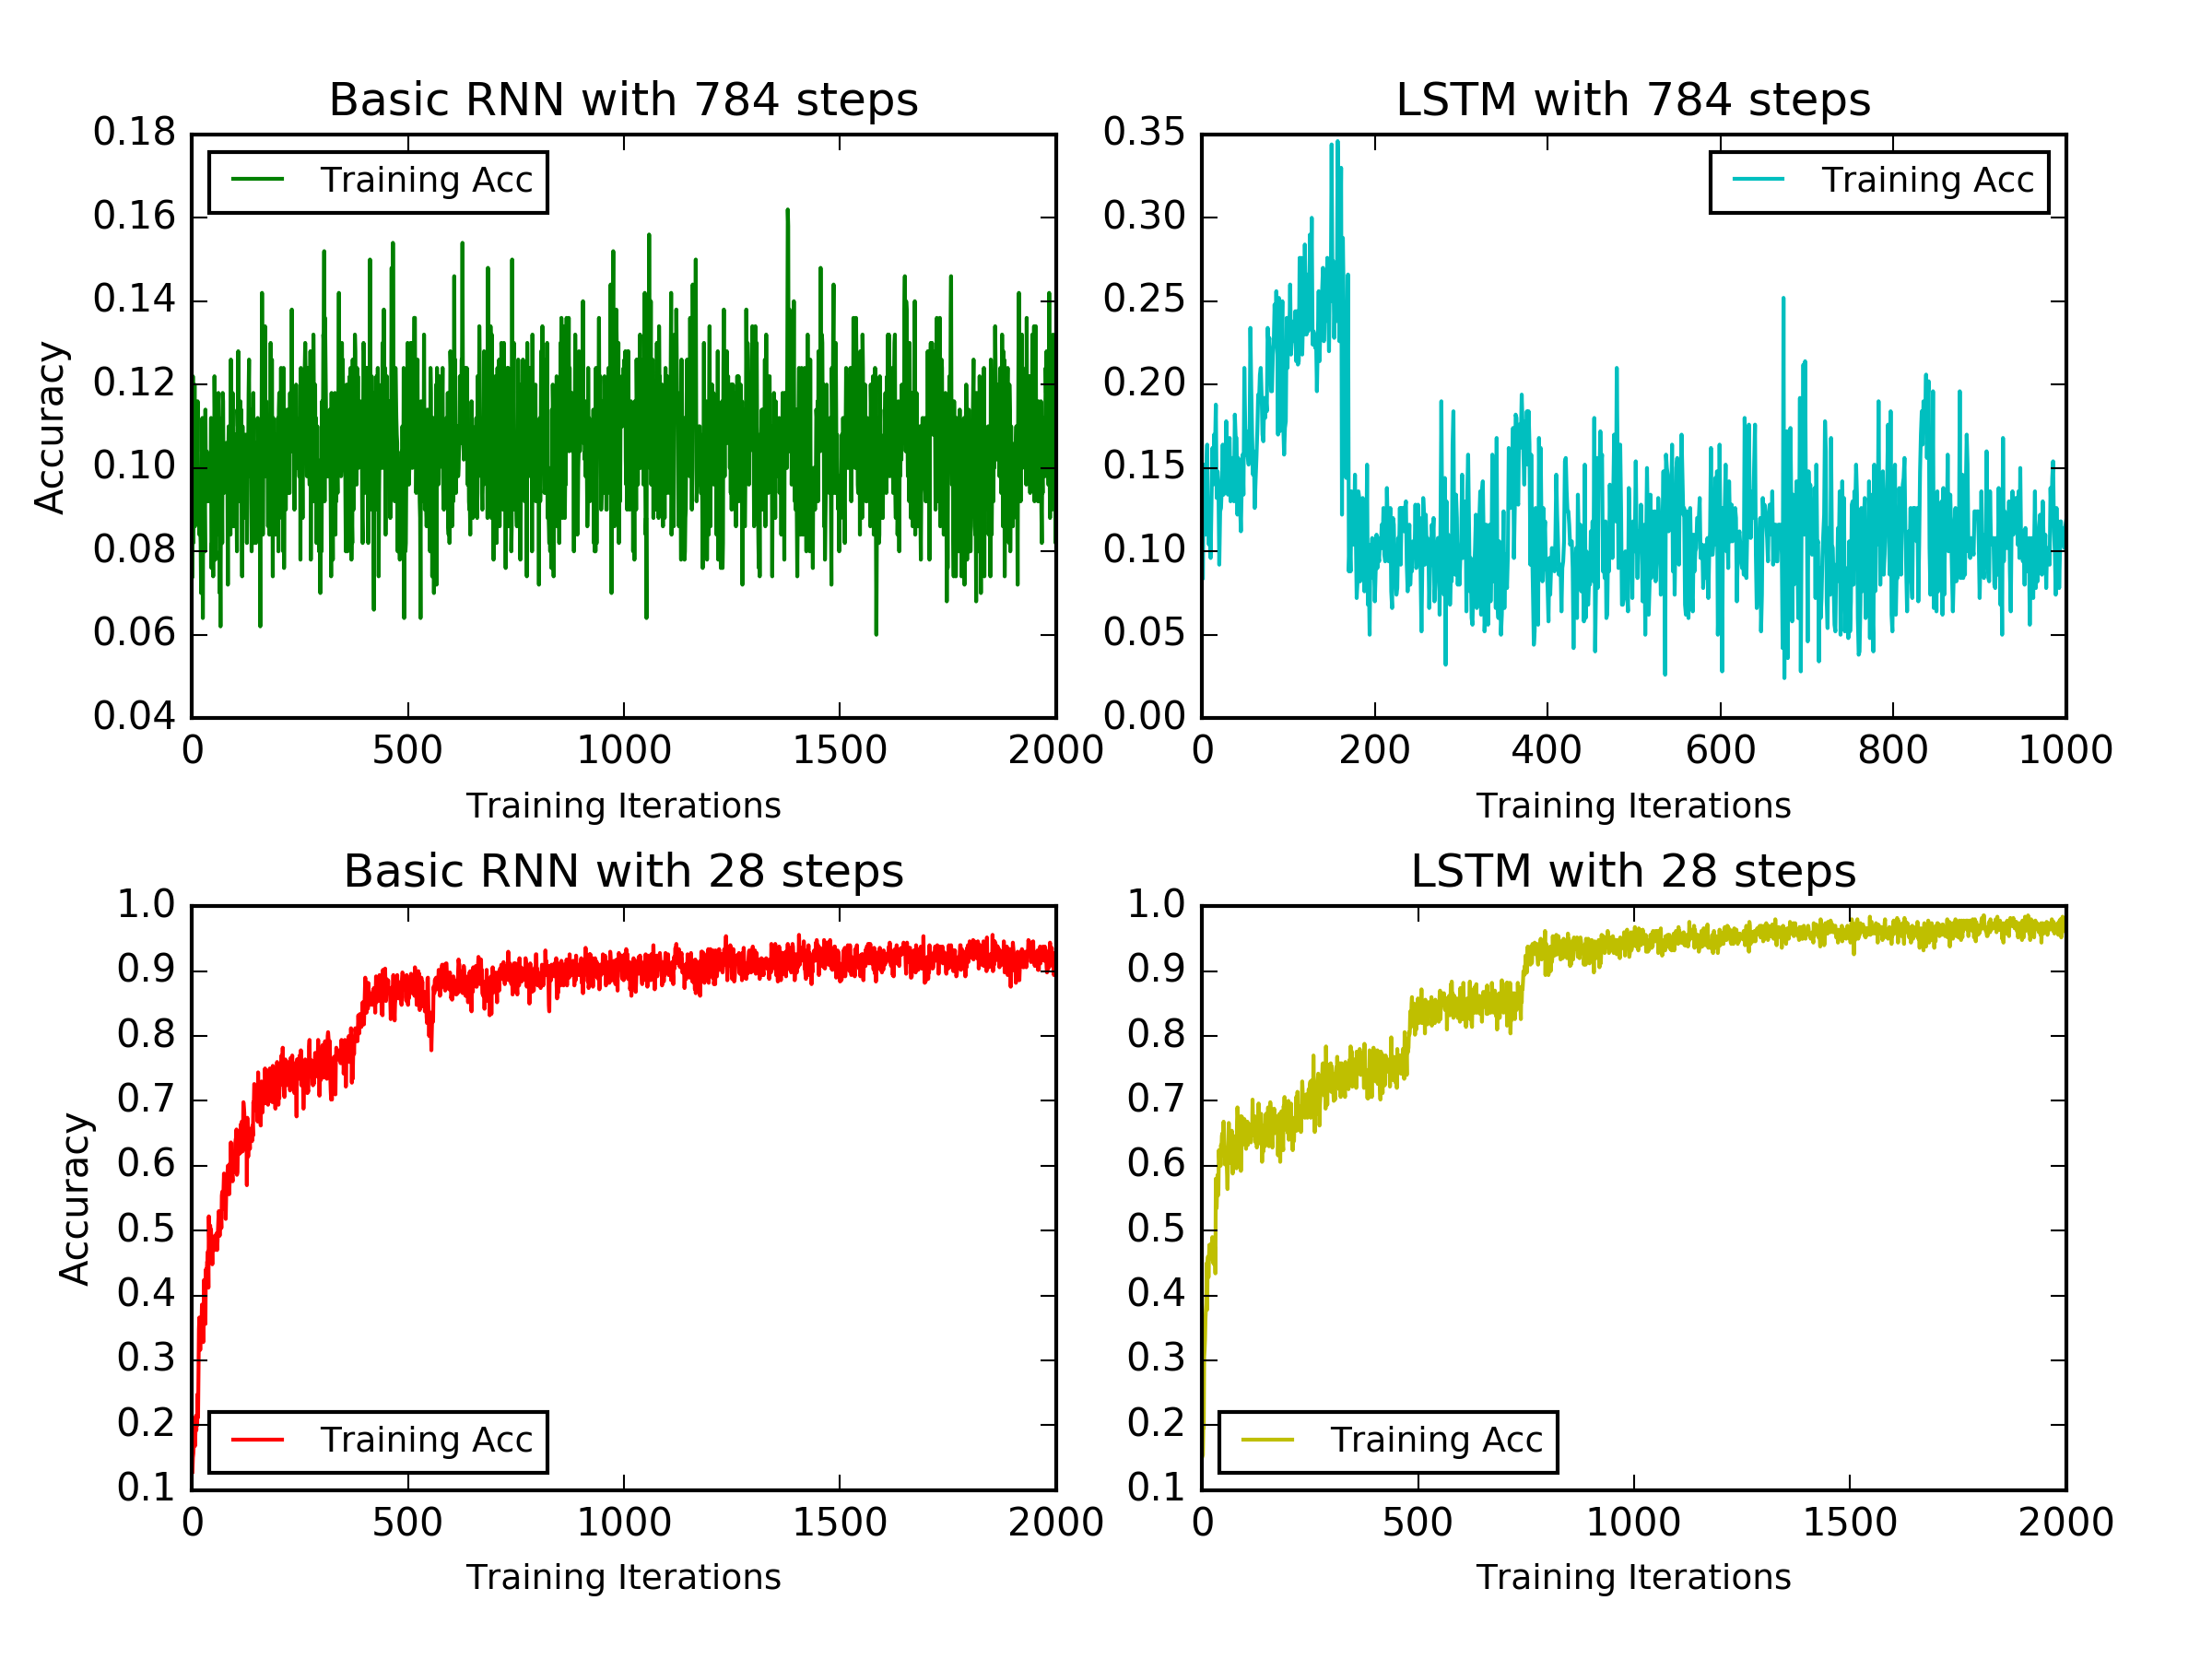 Basic RNN with 784 steps
0.18
0.16
0.14
0.12
0.10
0.08
0.06
0.04
Accuracy
Training Acc
0 500 1000 1500 2000
Training Iterations
LSTM with 784 steps
0.35
0.30
0.25
0.20
0.15
0.10
0.05
0.00
Training Acc
0 200 400 600 800 1000
Training Iterations
Basic RNN with 28 steps
1.0
0.9
0.8
0.7
0.6
0.5
0.4
0.3
0.2
0.1
Accuracy
Training Acc
0 500 1000 1500 2000
Training Iterations
LSTM with 28 steps
1.0
0.9
0.8
0.7
0.6
0.5
0.4
0.3
0.2
0.1
Training Acc
0 500 1000 1500 2000
Training Iterations